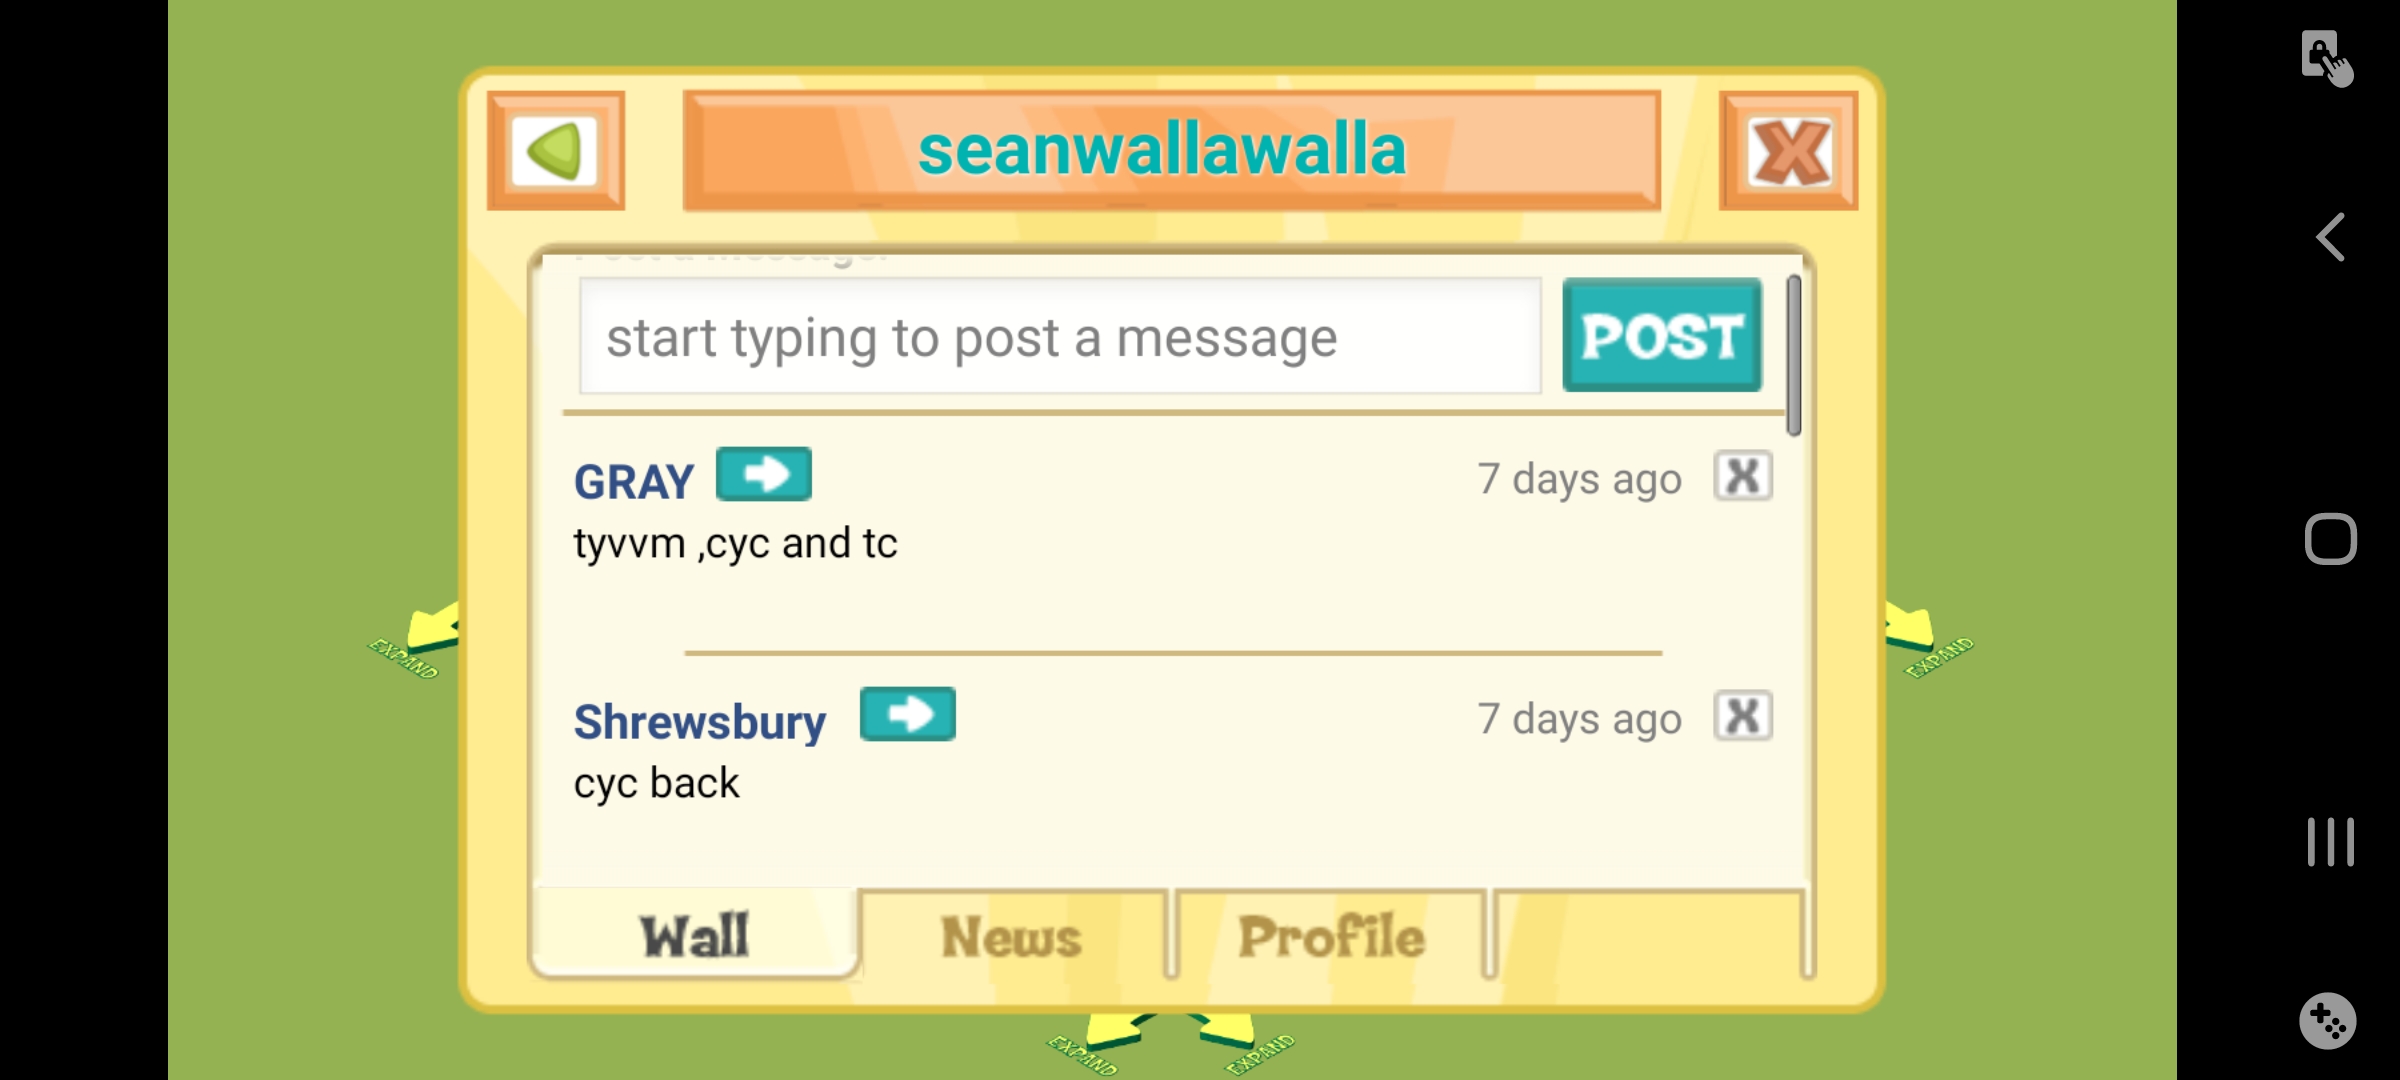 seanwallawalla
start typing to post a message
POST
GRAY
7 days ago
X
tyvvm ,cyc and tc
Shrewsbury
7 days ago
X
cyc back
Wall
News
Profile
EXPAND
EXPAND
EXPAND
EXPAND